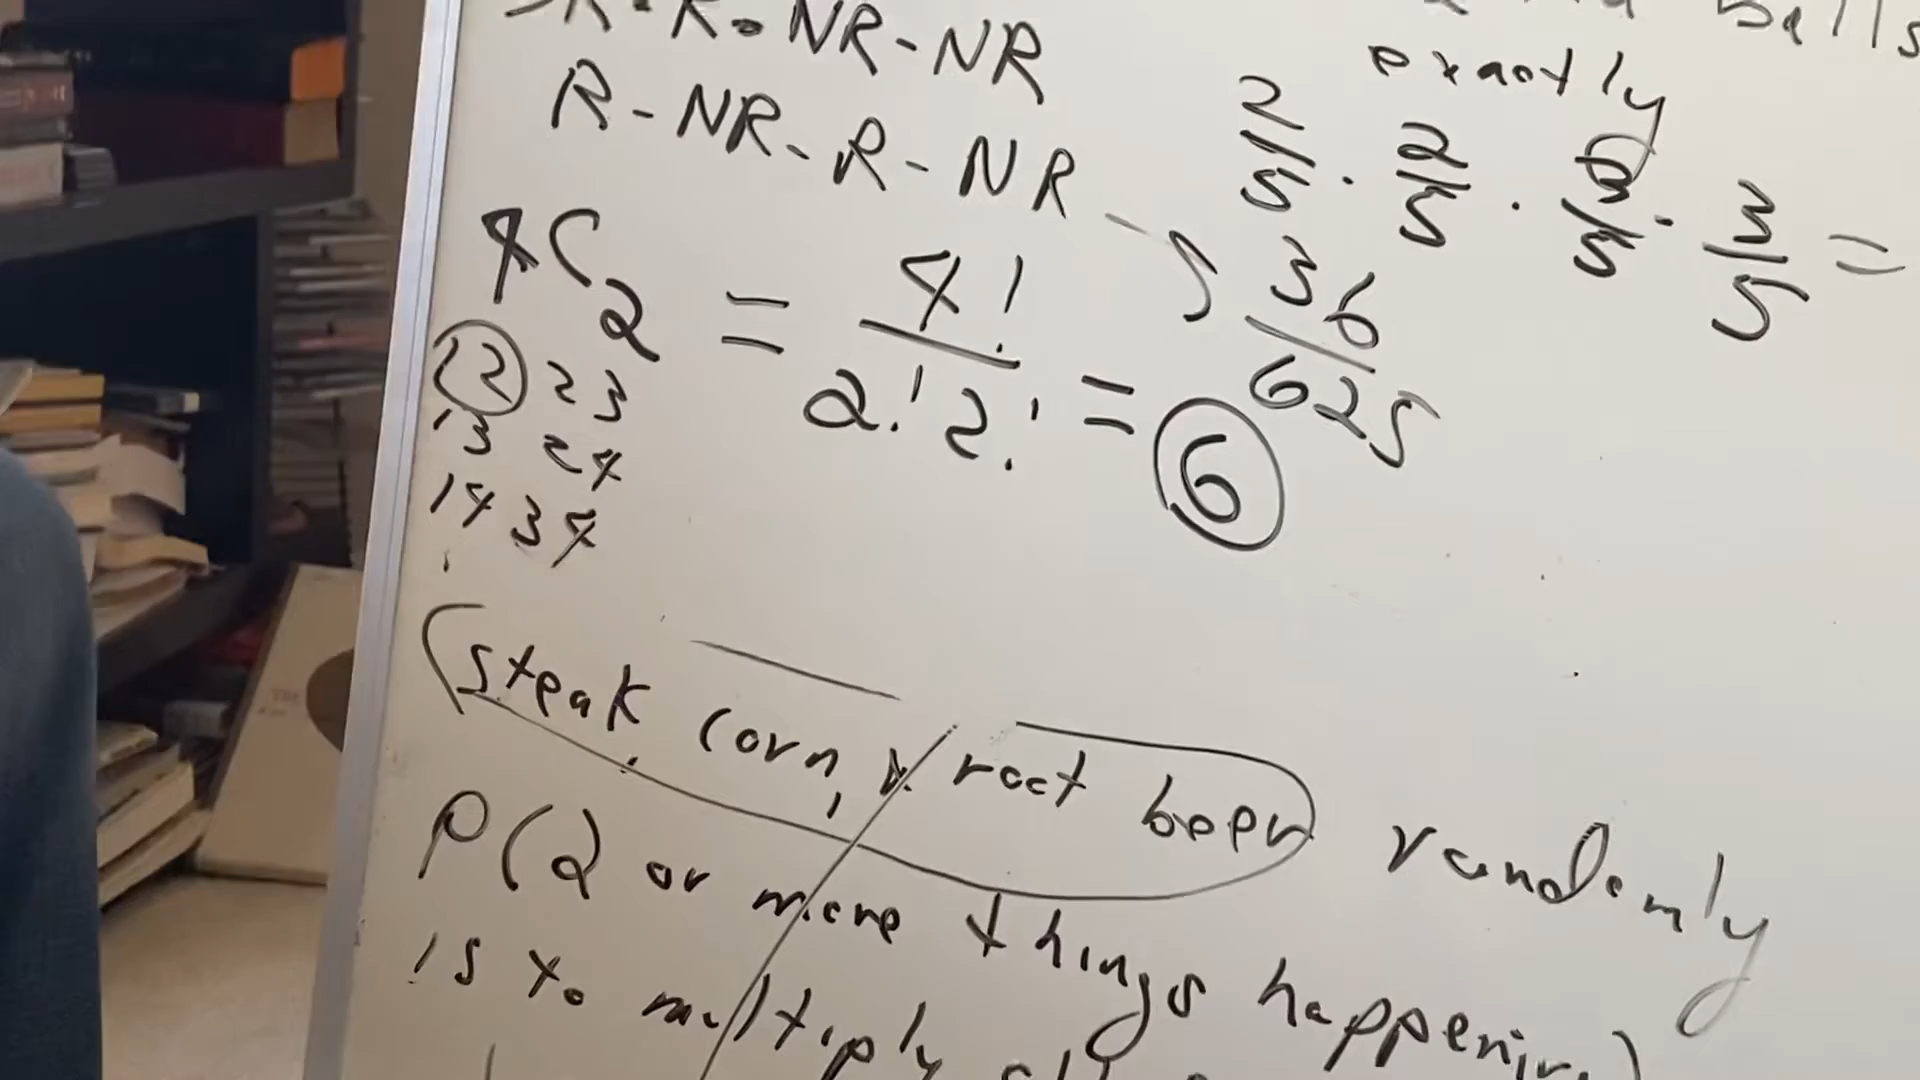 R-R-NR-NR
balls
exactly
R-NR-R-NR
2/5 · 2/5 · 3/5 · 3/5 =
4C2 = 4!/2!2! = 6
36/625
12 23
13 24
14 34
(steak corn, root beer randomly
P(2 or more things happening)
is to multiply